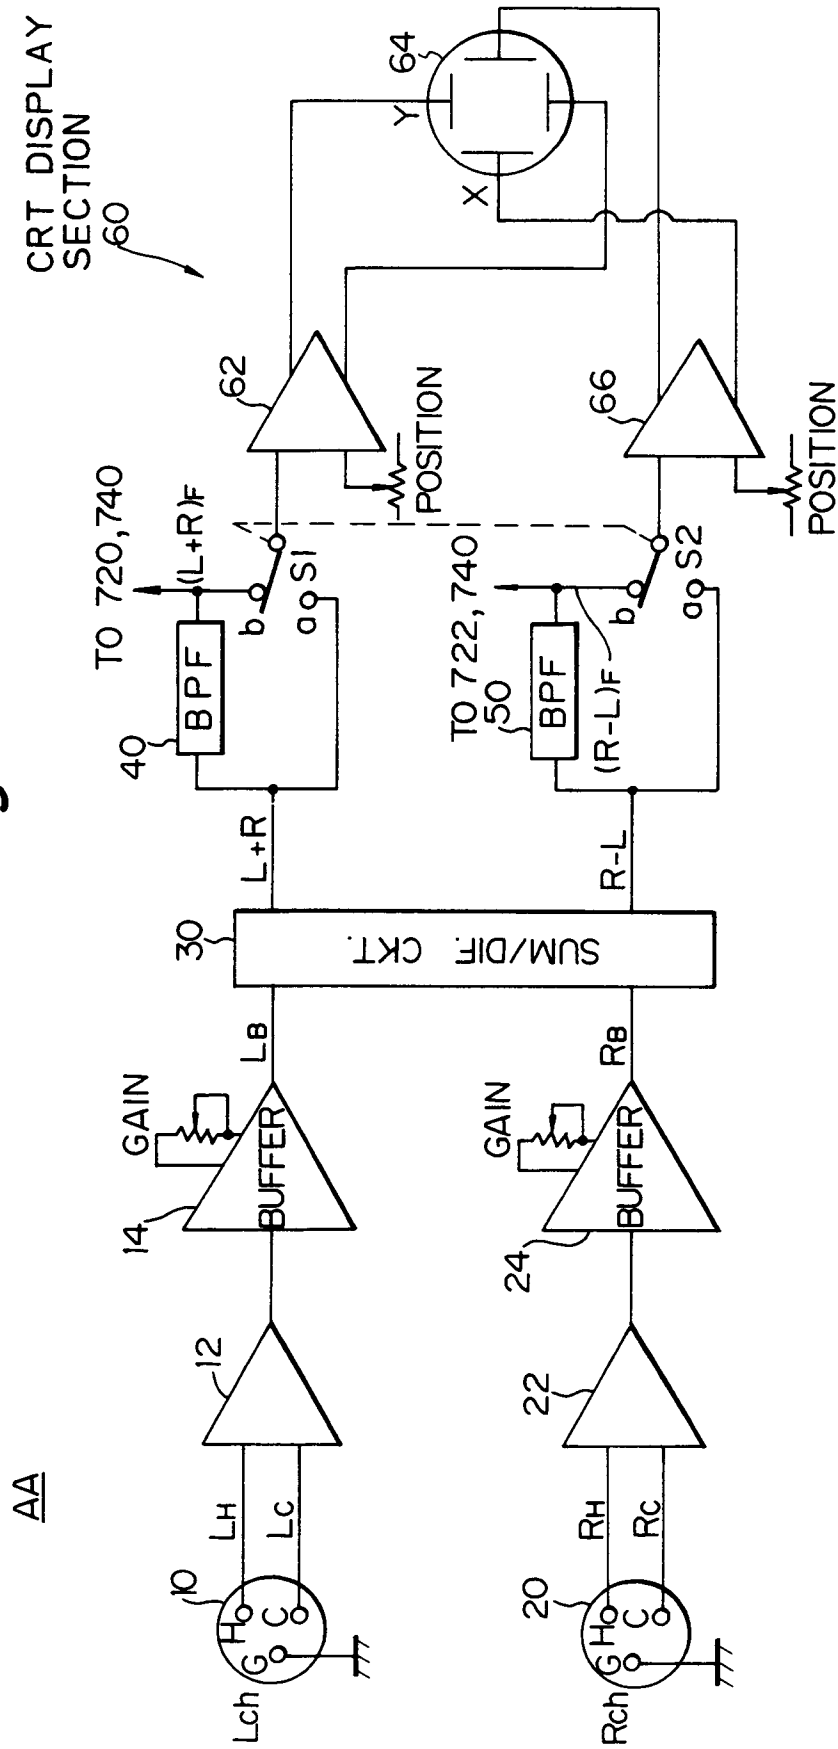 AA
CRT DISPLAY
SECTION
60
Lch
10
H
G
C
LH
LC
12
14
BUFFER
GAIN
LB
30
SUM/DIF. CKT.
L+R
40
BPF
TO 720,740
(L+R)F
b
a
S1
62
POSITION
Y
X
64
Rch
20
H
G
C
RH
RC
22
24
BUFFER
GAIN
RB
R-L
50
BPF
TO 722, 740
(R-L)F
b
a
S2
66
POSITION